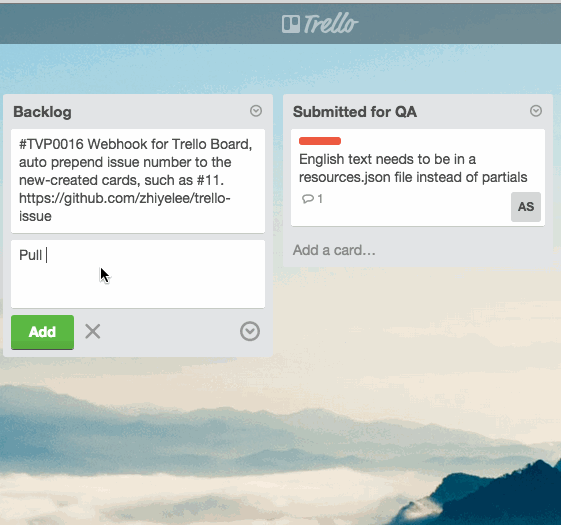 Trello
Backlog
#TVP0016 Webhook for Trello Board,
auto prepend issue number to the
new-created cards, such as #11.
https://github.com/zhiyelee/trello-
issue
Pull
Add
Submitted for QA
English text needs to be in a
resources.json file instead of partials
1
AS
Add a card…